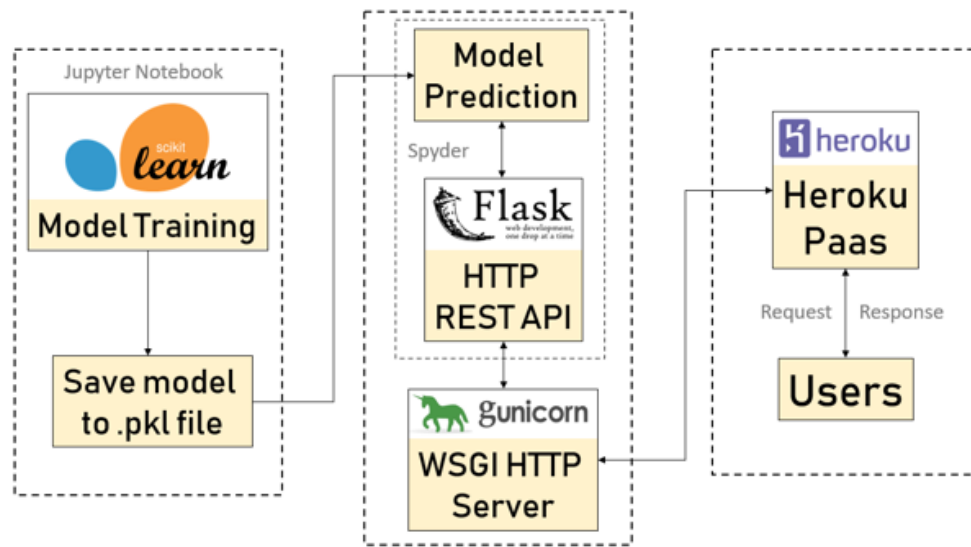 Jupyter Notebook
scikit
learn
Model Training
Save model
to .pkl file
Model
Prediction
Spyder
Flask
web development,
one drop at a time
HTTP
REST API
gunicorn
WSGI HTTP
Server
heroku
Heroku
Paas
Request Response
Users